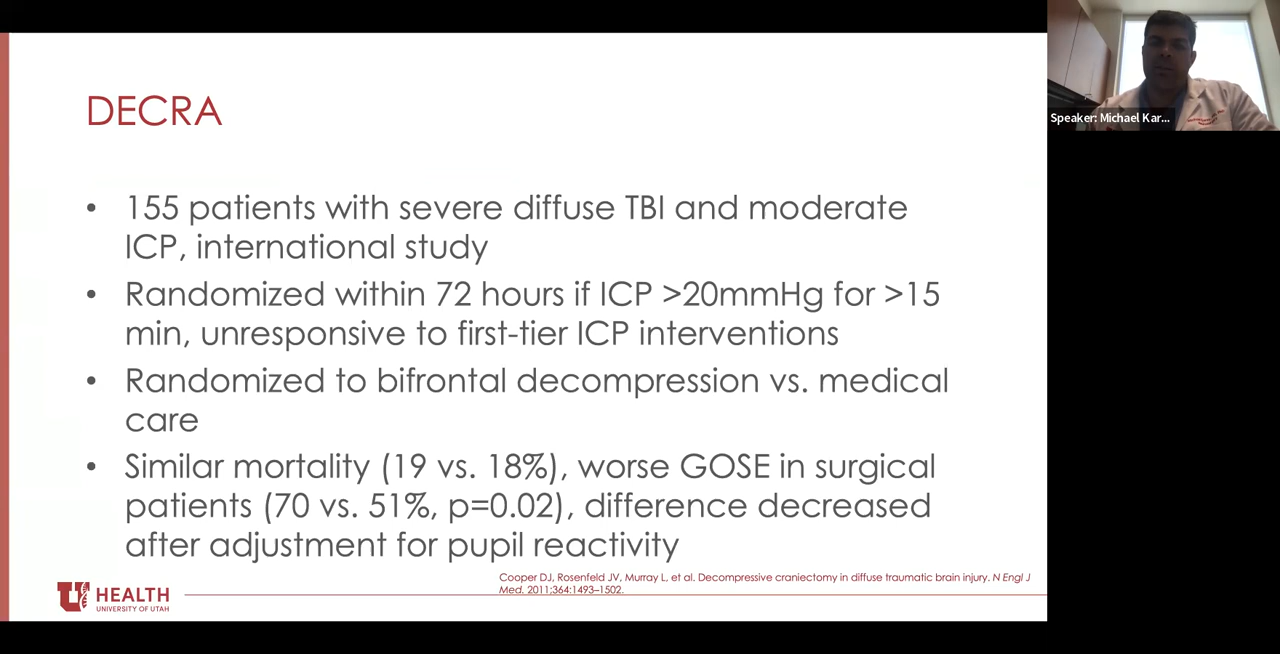 DECRA
• 155 patients with severe diffuse TBI and moderate
ICP, international study
• Randomized within 72 hours if ICP >20mmHg for >15
min, unresponsive to first-tier ICP interventions
• Randomized to bifrontal decompression vs. medical
care
• Similar mortality (19 vs. 18%), worse GOSE in surgical
patients (70 vs. 51%, p=0.02), difference decreased
after adjustment for pupil reactivity
Cooper DJ, Rosenfeld JV, Murray L, et al. Decompressive craniectomy in diffuse traumatic brain injury. N Engl J
Med. 2011;364:1493–1502.
U HEALTH
UNIVERSITY OF UTAH
Speaker: Michael Kar...